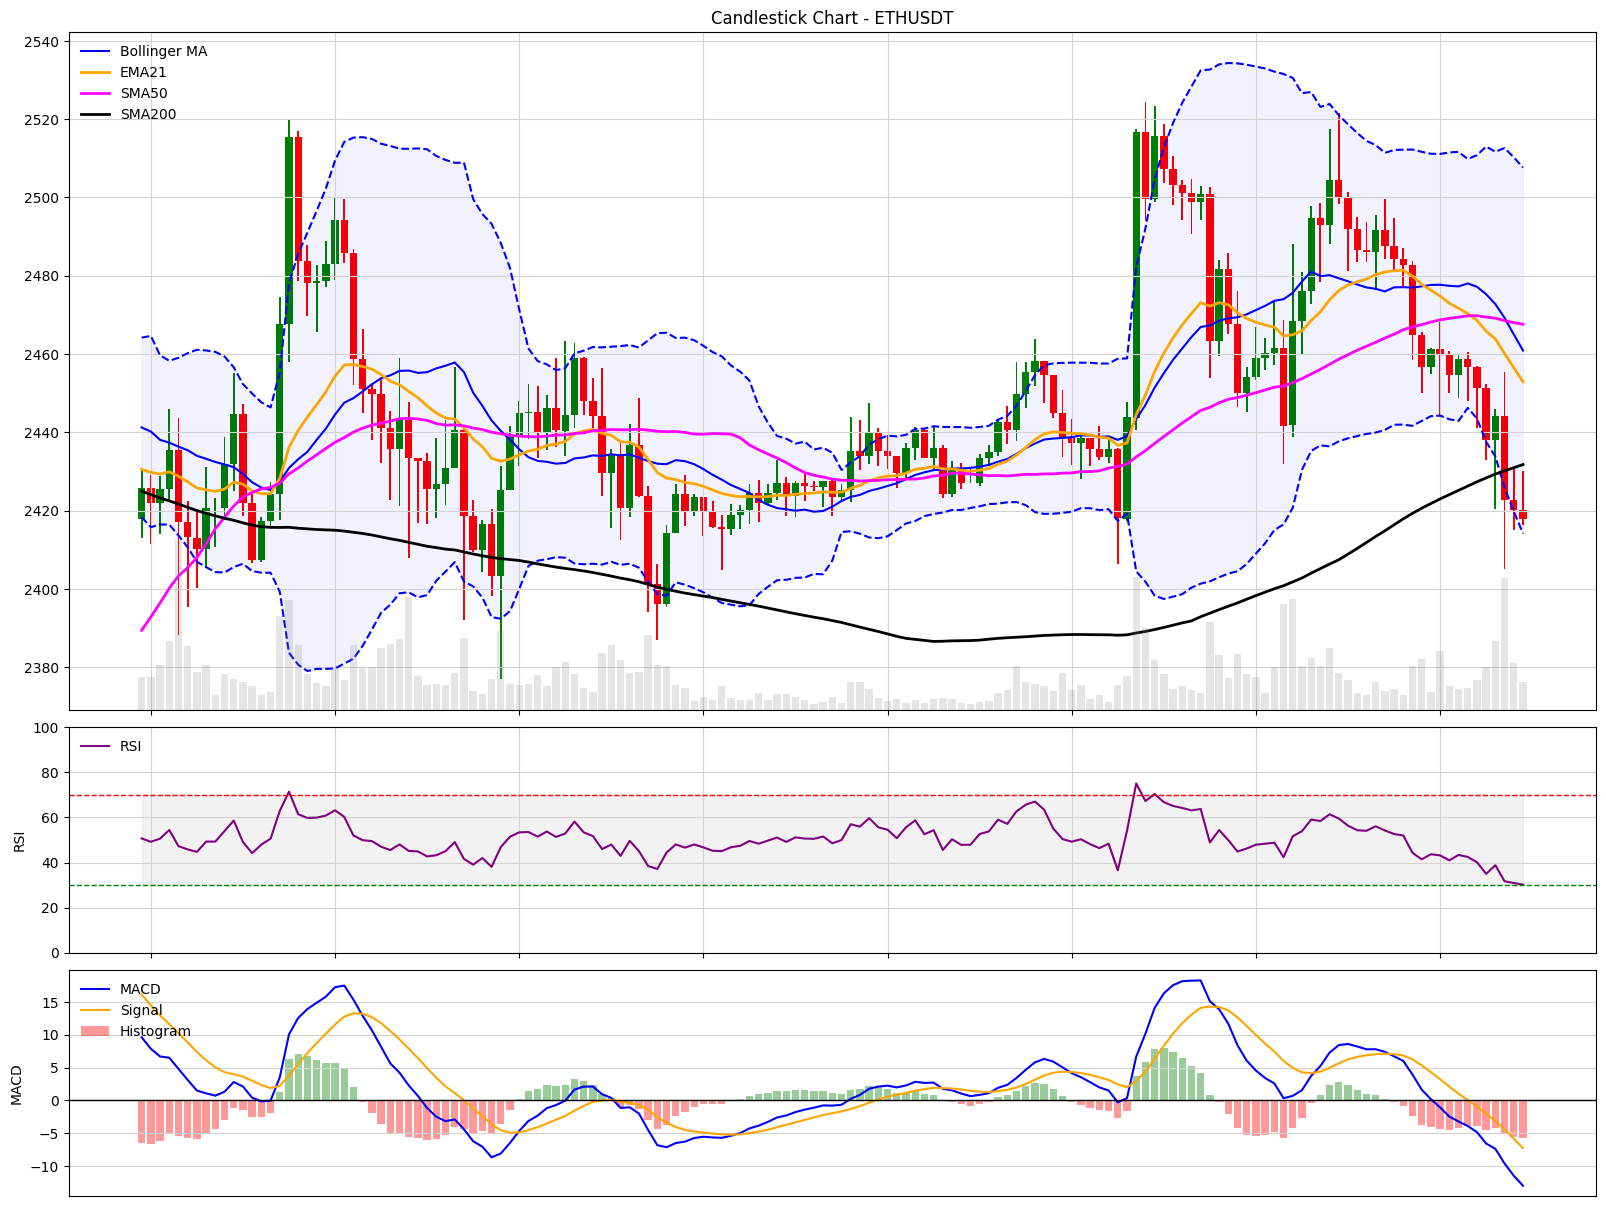 Candlestick Chart - ETHUSDT
Bollinger MA
EMA21
SMA50
SMA200
2540
2520
2500
2480
2460
2440
2420
2400
2380
RSI
100
80
60
40
20
0
RSI
MACD
Signal
Histogram
15
10
5
0
−5
−10
MACD